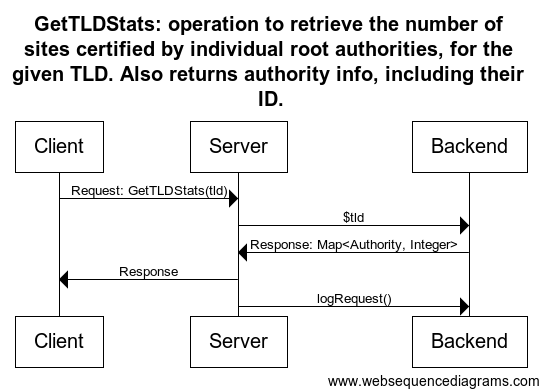 GetTLDStats: operation to retrieve the number of
sites certified by individual root authorities, for the
given TLD. Also returns authority info, including their
ID.
Client
Server
Backend
Request: GetTLDStats(tld)
$tld
Response: Map<Authority, Integer>
Response
logRequest()
Client
Server
Backend
www.websequencediagrams.com